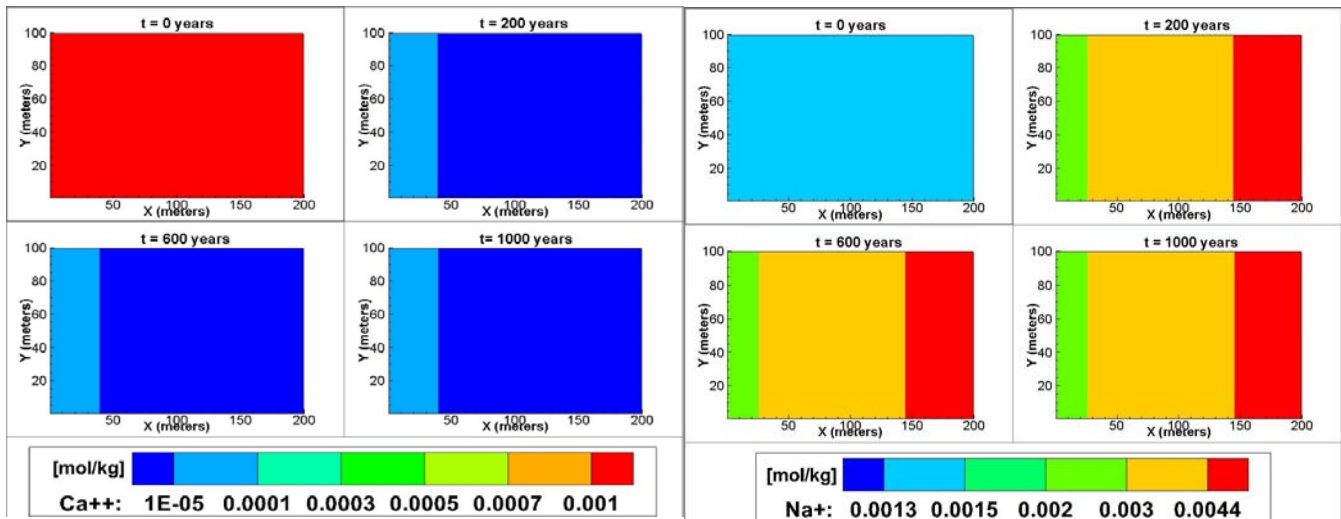 t = 0 years
100
80
60
40
20
Y (meters)
50 100 150 200
X (meters)
t = 200 years
100
80
60
40
20
Y (meters)
50 100 150 200
X (meters)
t = 600 years
100
80
60
40
20
Y (meters)
50 100 150 200
X (meters)
t= 1000 years
100
80
60
40
20
Y (meters)
50 100 150 200
X (meters)
[mol/kg]
Ca++: 1E-05 0.0001 0.0003 0.0005 0.0007 0.001
t = 0 years
100
80
60
40
20
Y (meters)
50 100 150 200
X (meters)
t = 200 years
100
80
60
40
20
Y (meters)
50 100 150 200
X (meters)
t = 600 years
100
80
60
40
20
Y (meters)
50 100 150 200
X (meters)
t = 1000 years
100
80
60
40
20
Y (meters)
50 100 150 200
X (meters)
[mol/kg]
Na+: 0.0013 0.0015 0.002 0.003 0.0044